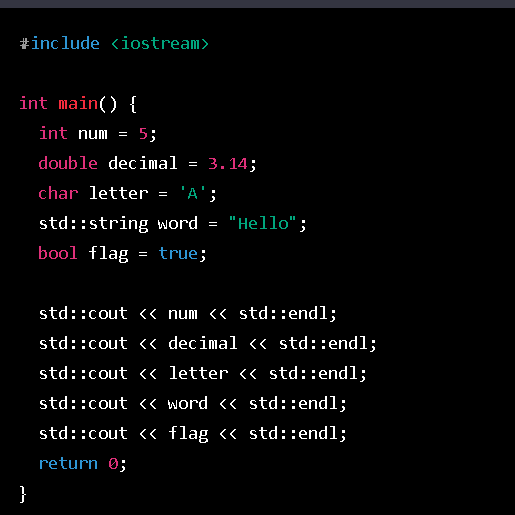 #include <iostream>
int main() {
int num = 5;
double decimal = 3.14;
char letter = 'A';
std::string word = "Hello";
bool flag = true;
std::cout << num << std::endl;
std::cout << decimal << std::endl;
std::cout << letter << std::endl;
std::cout << word << std::endl;
std::cout << flag << std::endl;
return 0;
}